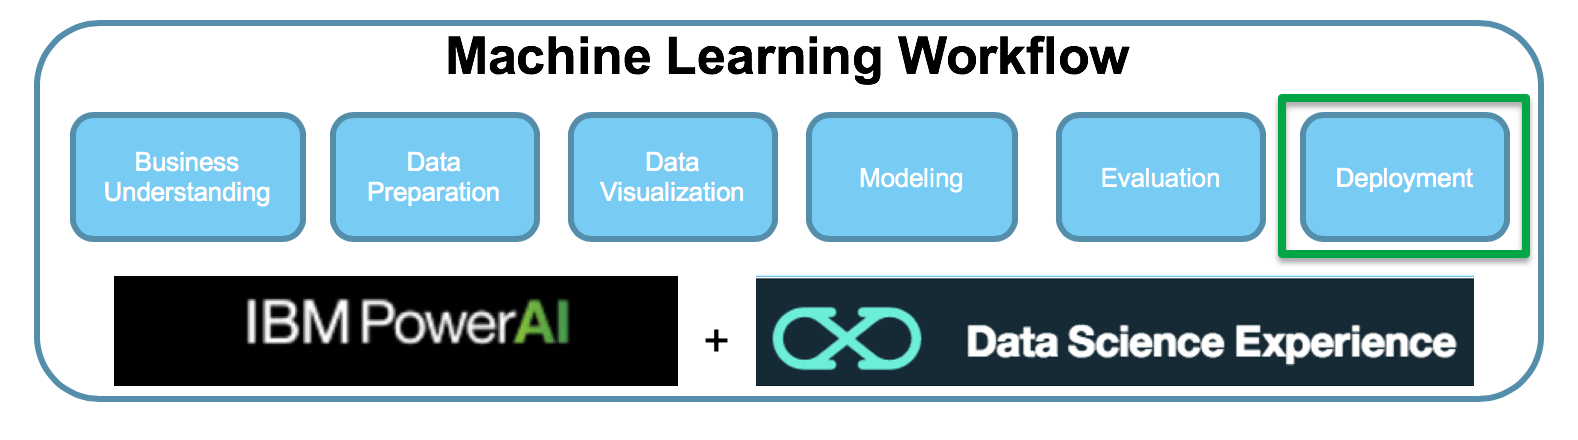 Machine Learning Workflow
Business
Understanding
Data
Preparation
Data
Visualization
Modeling
Evaluation
Deployment
IBM PowerAI
+
Data Science Experience